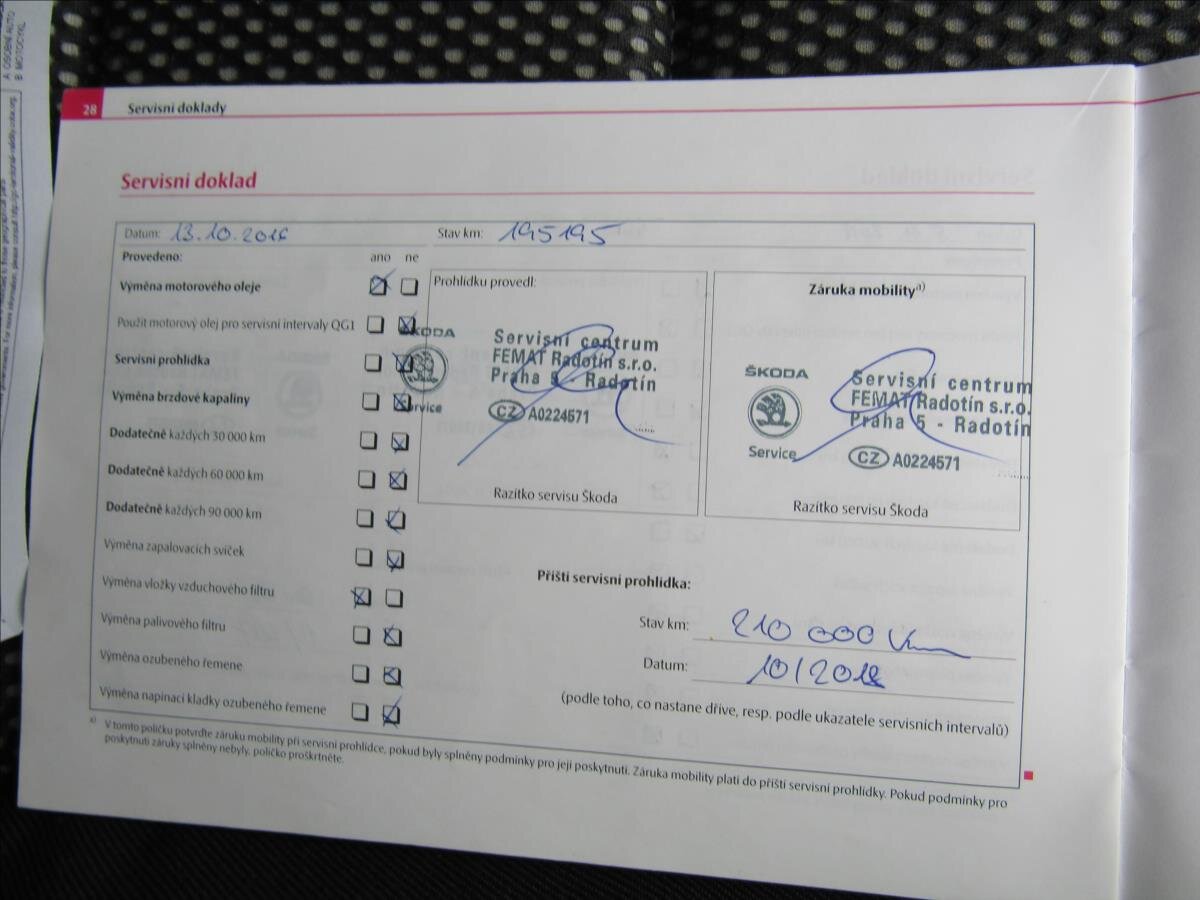 A OSOBNÍ AUTO
B MOTOCYKL
28 Servisní doklady
Servisní doklad
Datum: 13.10.2016 Stav km: 195195
Provedeno: ano ne
Výměna motorového oleje
Použit motorový olej pro servisní intervaly QG1
Servisní prohlídka
Výměna brzdové kapaliny
Dodatečně každých 30 000 km
Dodatečně každých 60 000 km
Dodatečně každých 90 000 km
Výměna zapalovacích svíček
Výměna vložky vzduchového filtru
Výměna palivového filtru
Výměna ozubeného řemene
Výměna napínací kladky ozubeného řemene
Prohlídku provedl:
ŠKODA
Service
Servisní centrum
FEMAT Radotín s.r.o.
Praha 5 - Radotín
CZ A0224571
Razítko servisu Škoda
Záruka mobility a)
ŠKODA
Service
Servisní centrum
FEMAT Radotín s.r.o.
Praha 5 - Radotín
CZ A0224571
Razítko servisu Škoda
Příští servisní prohlídka:
Stav km: 210 000 km
Datum: 10/2018
(podle toho, co nastane dříve, resp. podle ukazatele servisních intervalů)
a) V tomto políčku potvrďte záruku mobility při servisní prohlídce, pokud byly splněny podmínky pro její poskytnutí. Záruka mobility platí do příští servisní prohlídky. Pokud podmínky pro
poskytnutí záruky splněny nebyly, políčko proškrtněte.